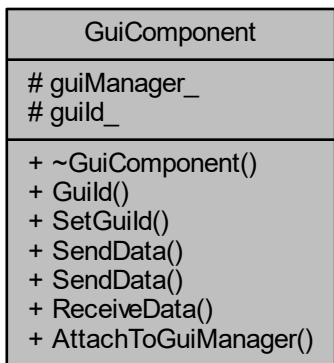 GuiComponent
# guiManager_
# guiId_
+ ~GuiComponent()
+ GuiId()
+ SetGuiId()
+ SendData()
+ SendData()
+ ReceiveData()
+ AttachToGuiManager()